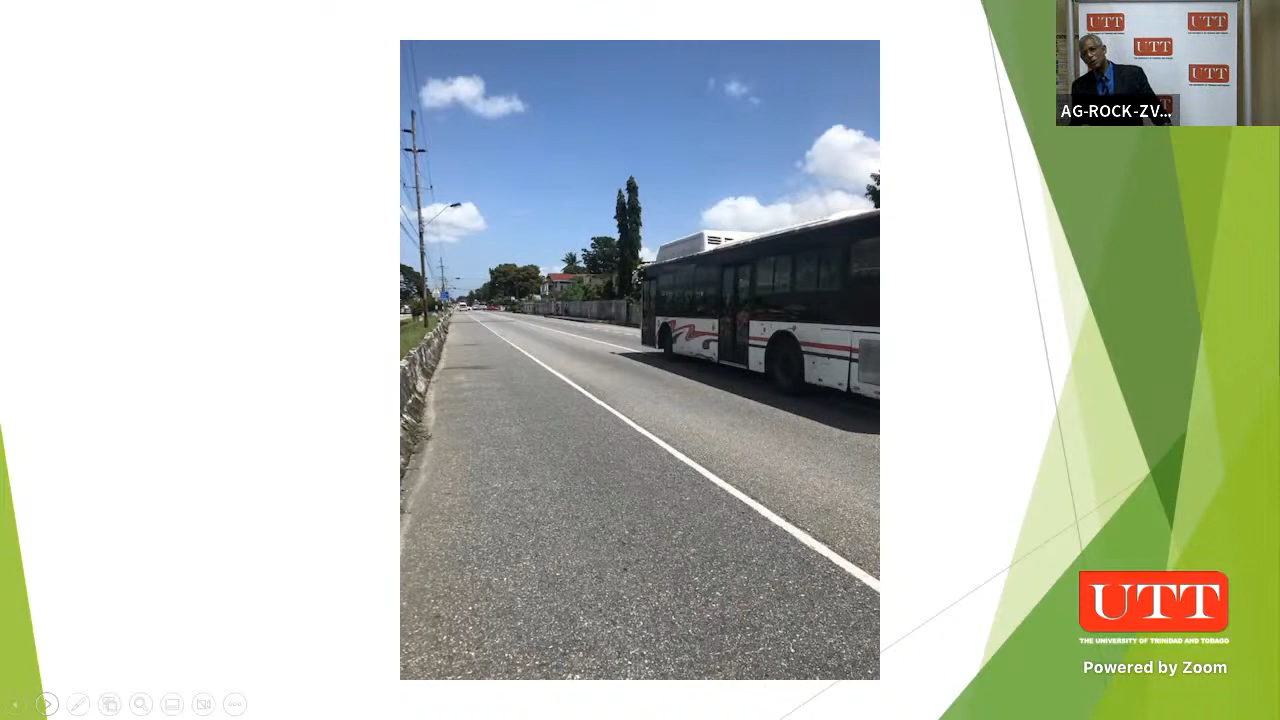 UTT
UTT
UTT
UTT
AG-ROCK-ZV...
UTT
THE UNIVERSITY OF TRINIDAD AND TOBAGO
Powered by Zoom